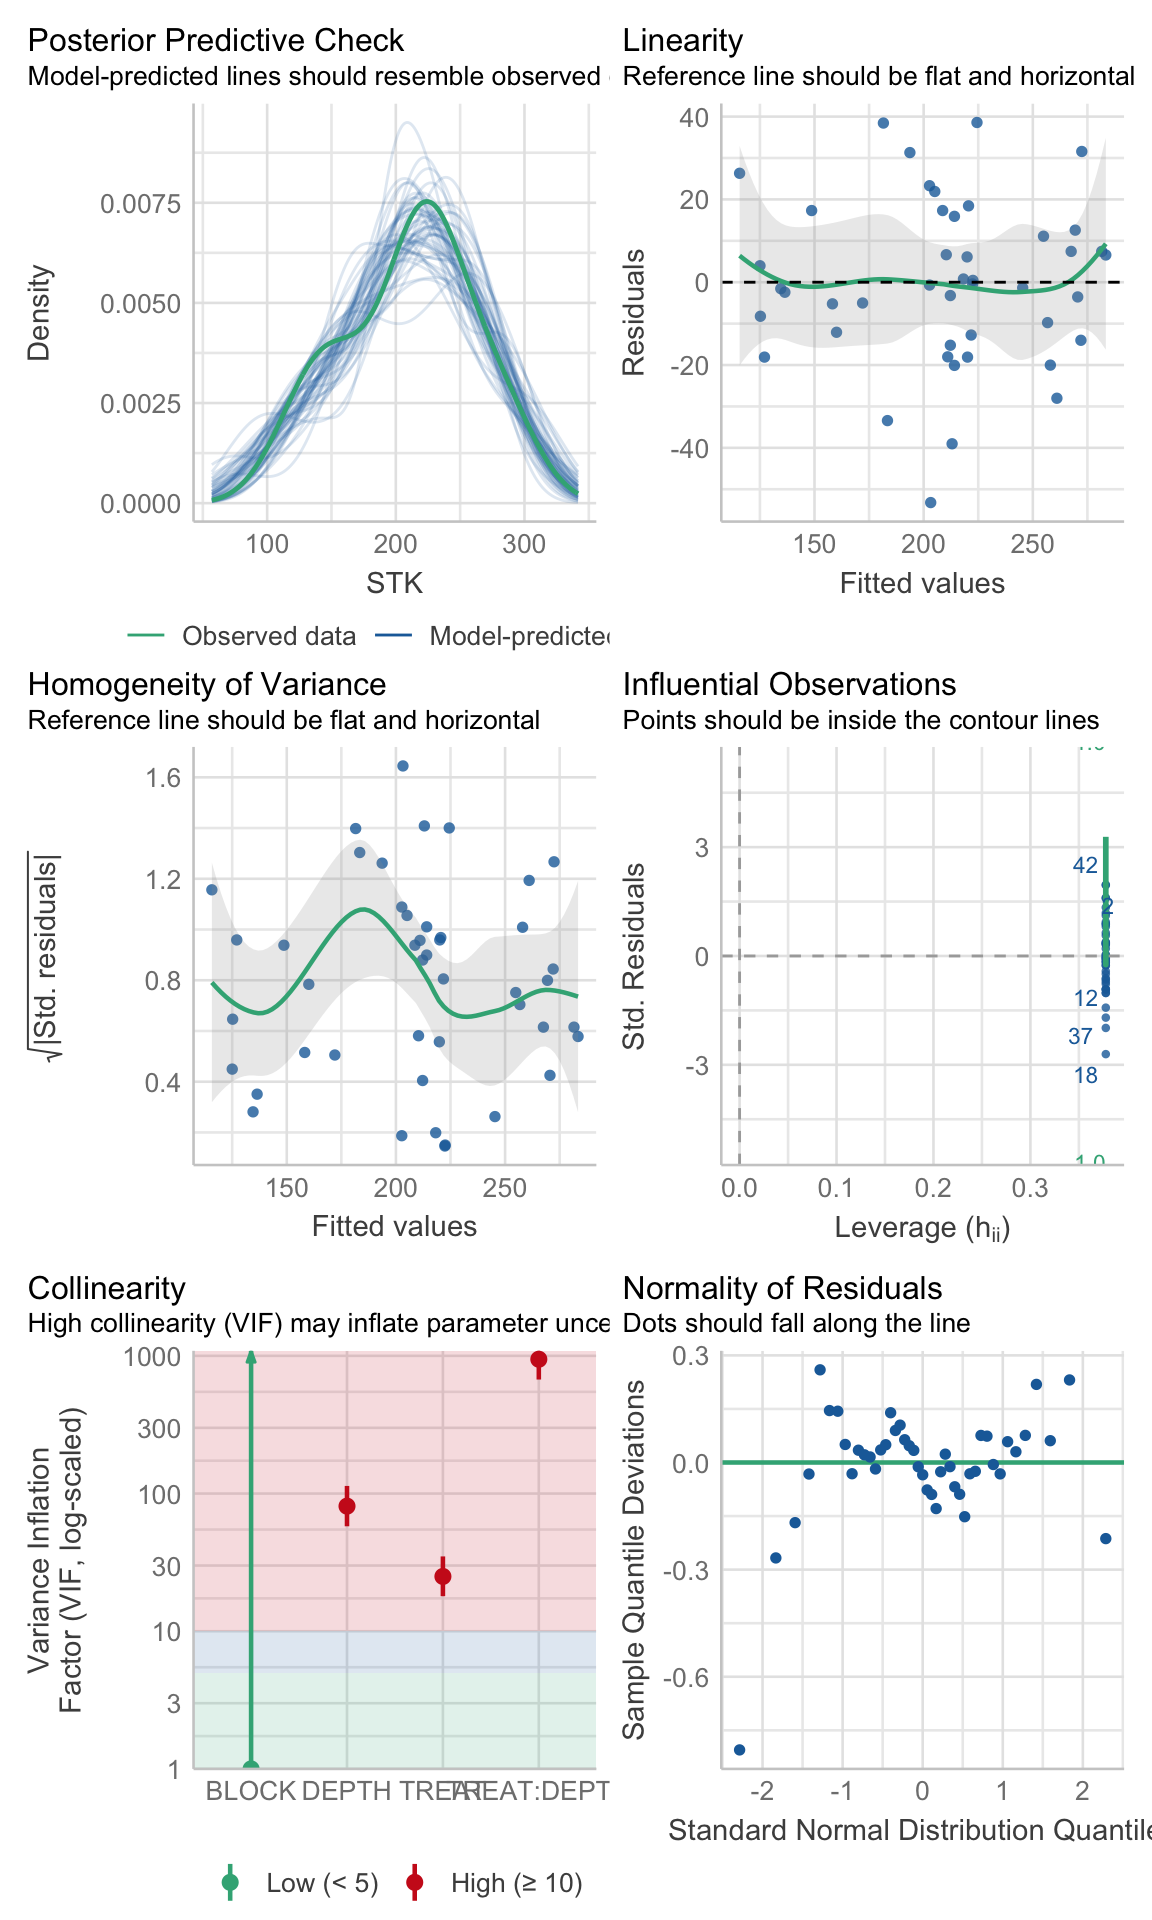 Posterior Predictive Check
Model-predicted lines should resemble observed
Density
0.0075
0.0050
0.0025
0.0000
100 200 300
STK
Observed data Model-predicted
Linearity
Reference line should be flat and horizontal
Residuals
40
20
0
-20
-40
150 200 250
Fitted values
Homogeneity of Variance
Reference line should be flat and horizontal
√|Std. residuals|
1.6
1.2
0.8
0.4
150 200 250
Fitted values
Influential Observations
Points should be inside the contour lines
Std. Residuals
3
0
-3
42
2
12
37
18
1.0
0.0 0.1 0.2 0.3
Leverage (hii)
Collinearity
High collinearity (VIF) may inflate parameter unce
Variance Inflation
Factor (VIF, log-scaled)
1000
300
100
30
10
3
1
BLOCK DEPTH TREAT TREAT:DEPT
Low (< 5) High (≥ 10)
Normality of Residuals
Dots should fall along the line
Sample Quantile Deviations
0.3
0.0
-0.3
-0.6
-2 -1 0 1 2
Standard Normal Distribution Quantile